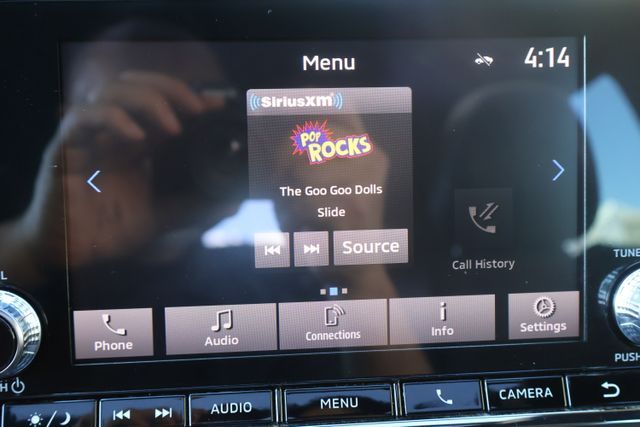 Menu
4:14
SiriusXM
POP
ROCKS
The Goo Goo Dolls
Slide
Source
Call History
Phone
Audio
Connections
Info
Settings
TUNE
PUSH
AUDIO
MENU
CAMERA